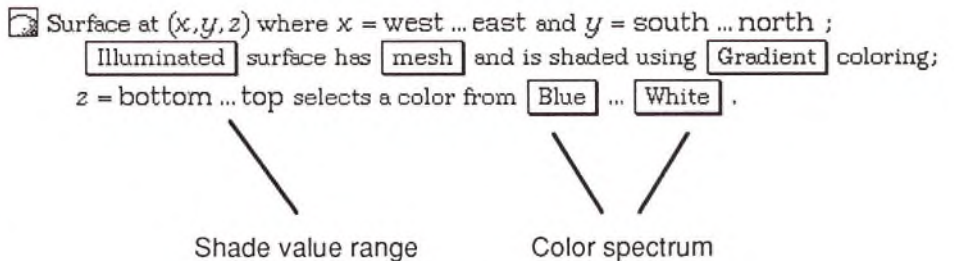 Surface at (x,y,z) where x = west ... east and y = south ... north ;
Illuminated surface has mesh and is shaded using Gradient coloring;
z = bottom ... top selects a color from Blue ... White .
Shade value range Color spectrum